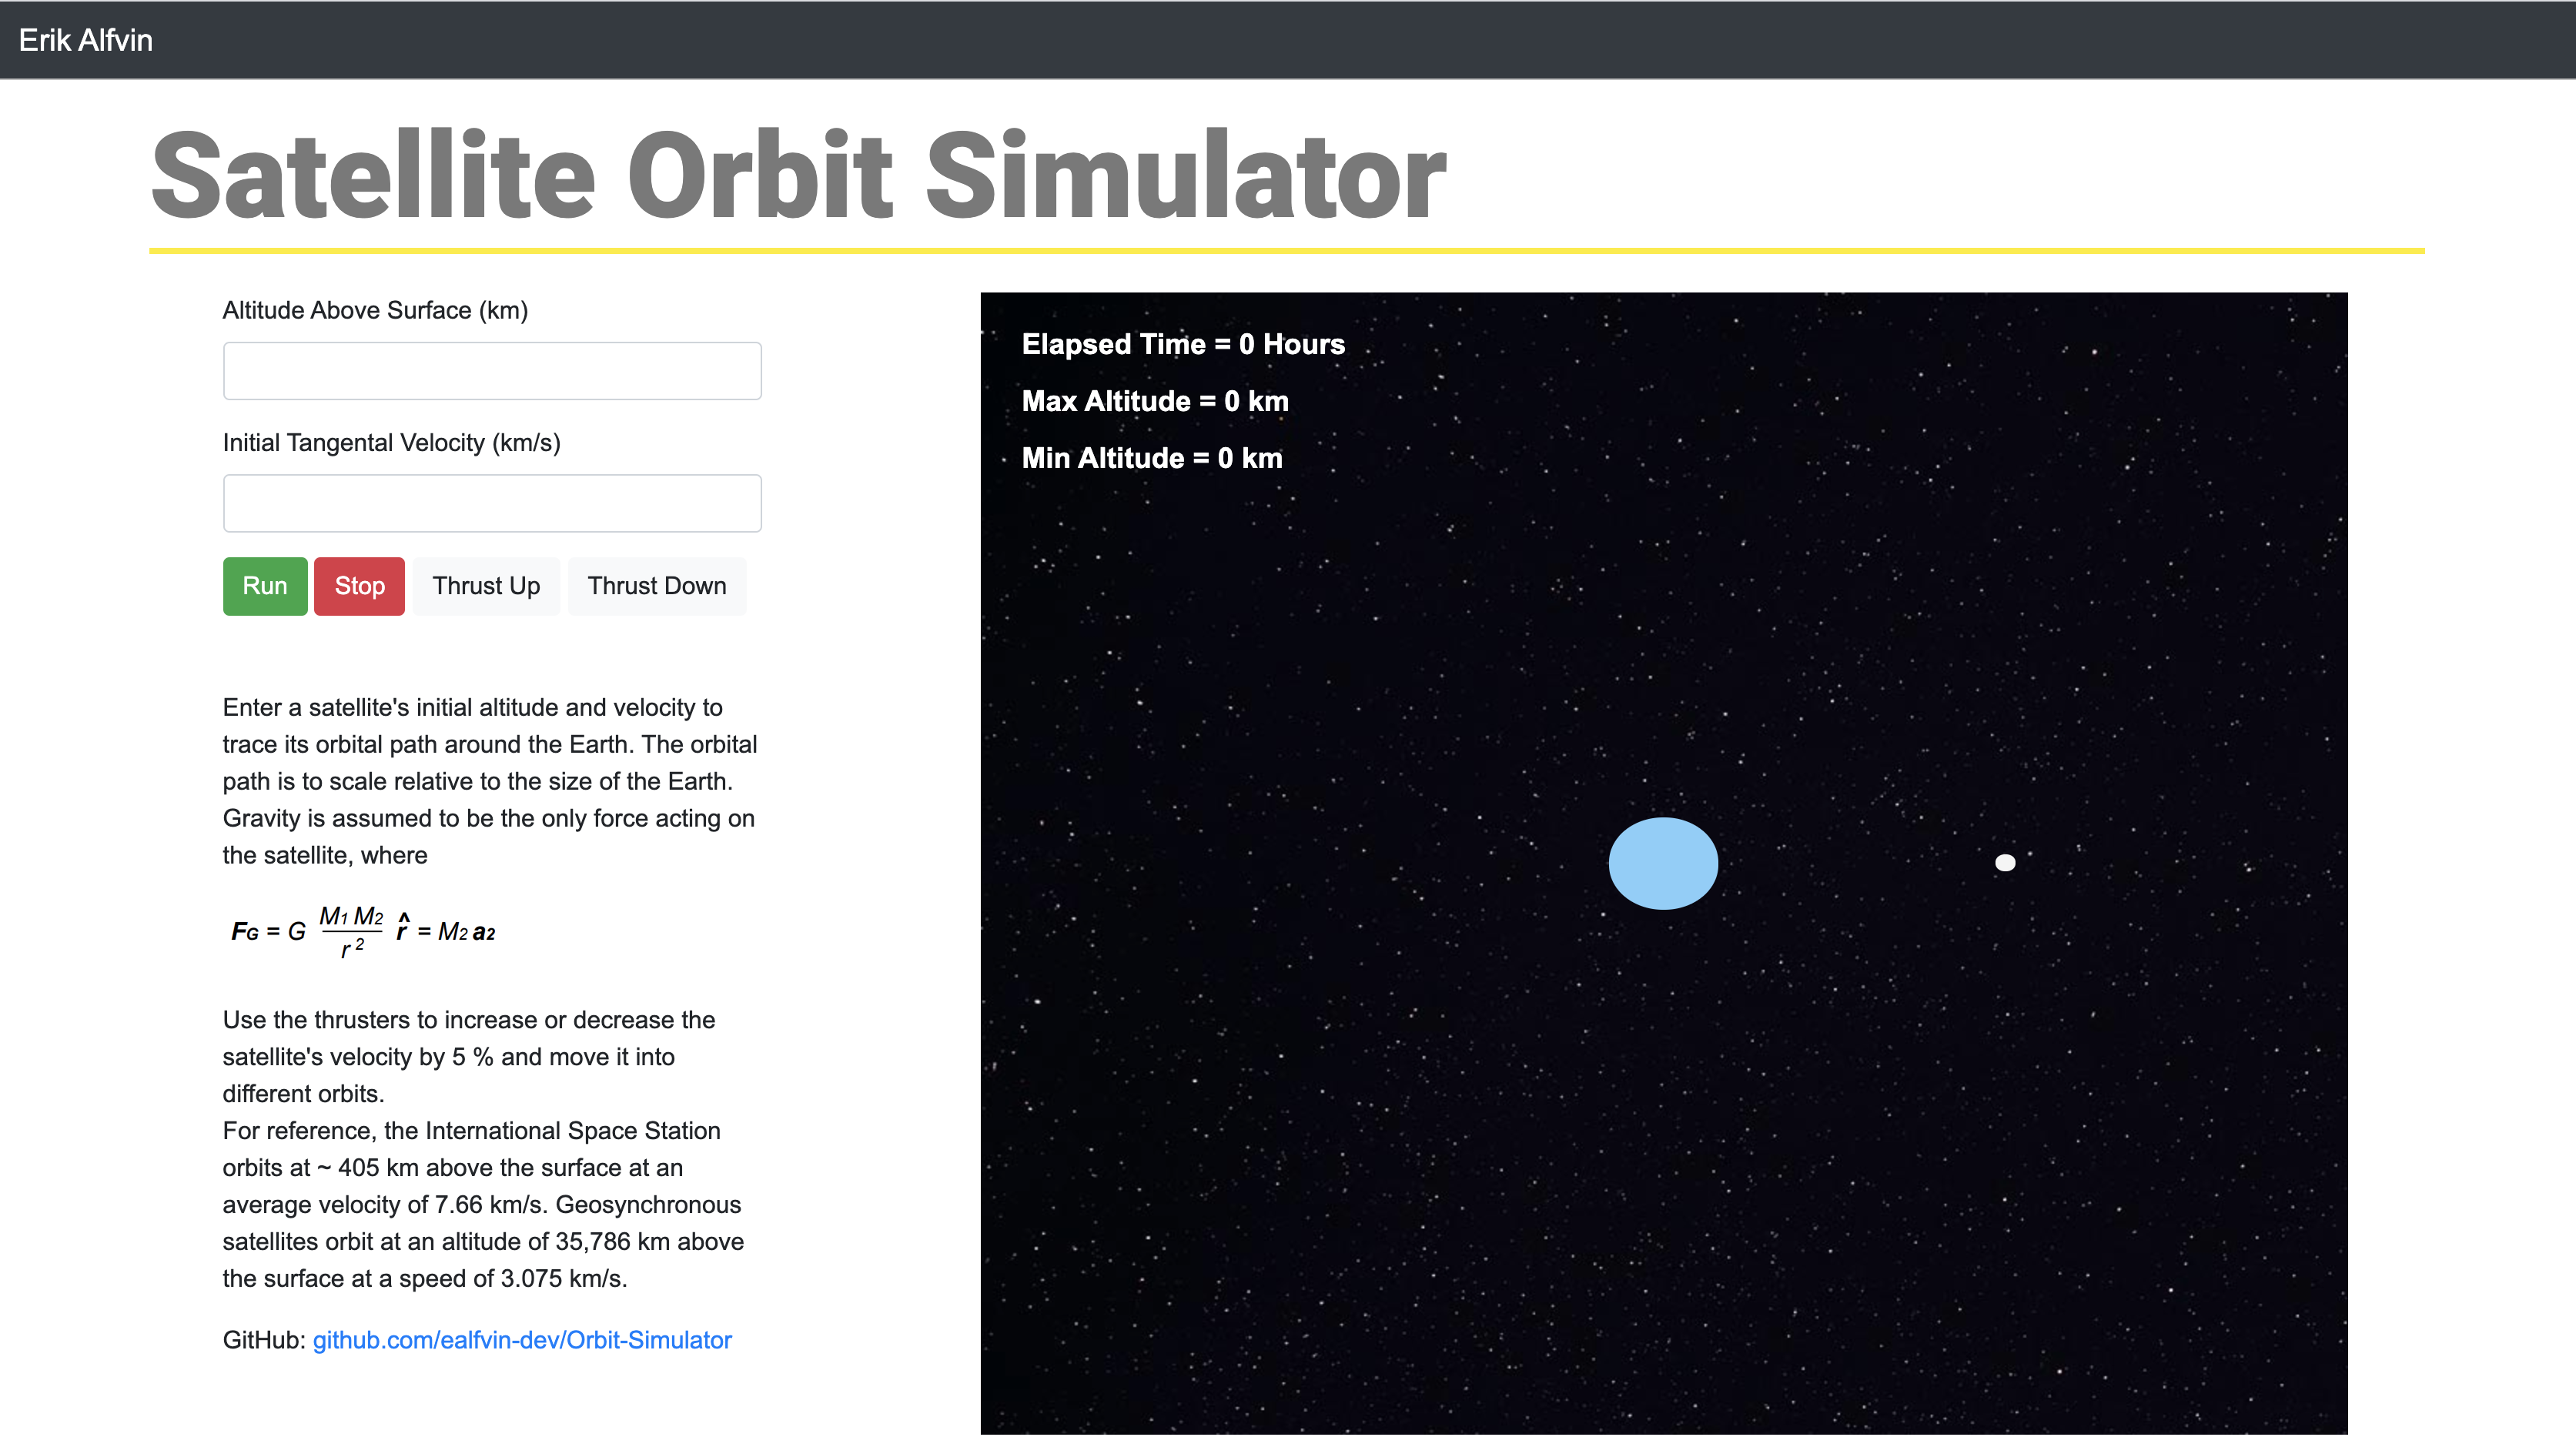 Erik Alfvin
Satellite Orbit Simulator
Altitude Above Surface (km)
Initial Tangental Velocity (km/s)
Run Stop Thrust Up Thrust Down
Enter a satellite's initial altitude and velocity to
trace its orbital path around the Earth. The orbital
path is to scale relative to the size of the Earth.
Gravity is assumed to be the only force acting on
the satellite, where
FG = G M1 M2 / r 2 r̂ = M2 a2
Use the thrusters to increase or decrease the
satellite's velocity by 5 % and move it into
different orbits.
For reference, the International Space Station
orbits at ~ 405 km above the surface at an
average velocity of 7.66 km/s. Geosynchronous
satellites orbit at an altitude of 35,786 km above
the surface at a speed of 3.075 km/s.
GitHub: github.com/ealfvin-dev/Orbit-Simulator
Elapsed Time = 0 Hours
Max Altitude = 0 km
Min Altitude = 0 km